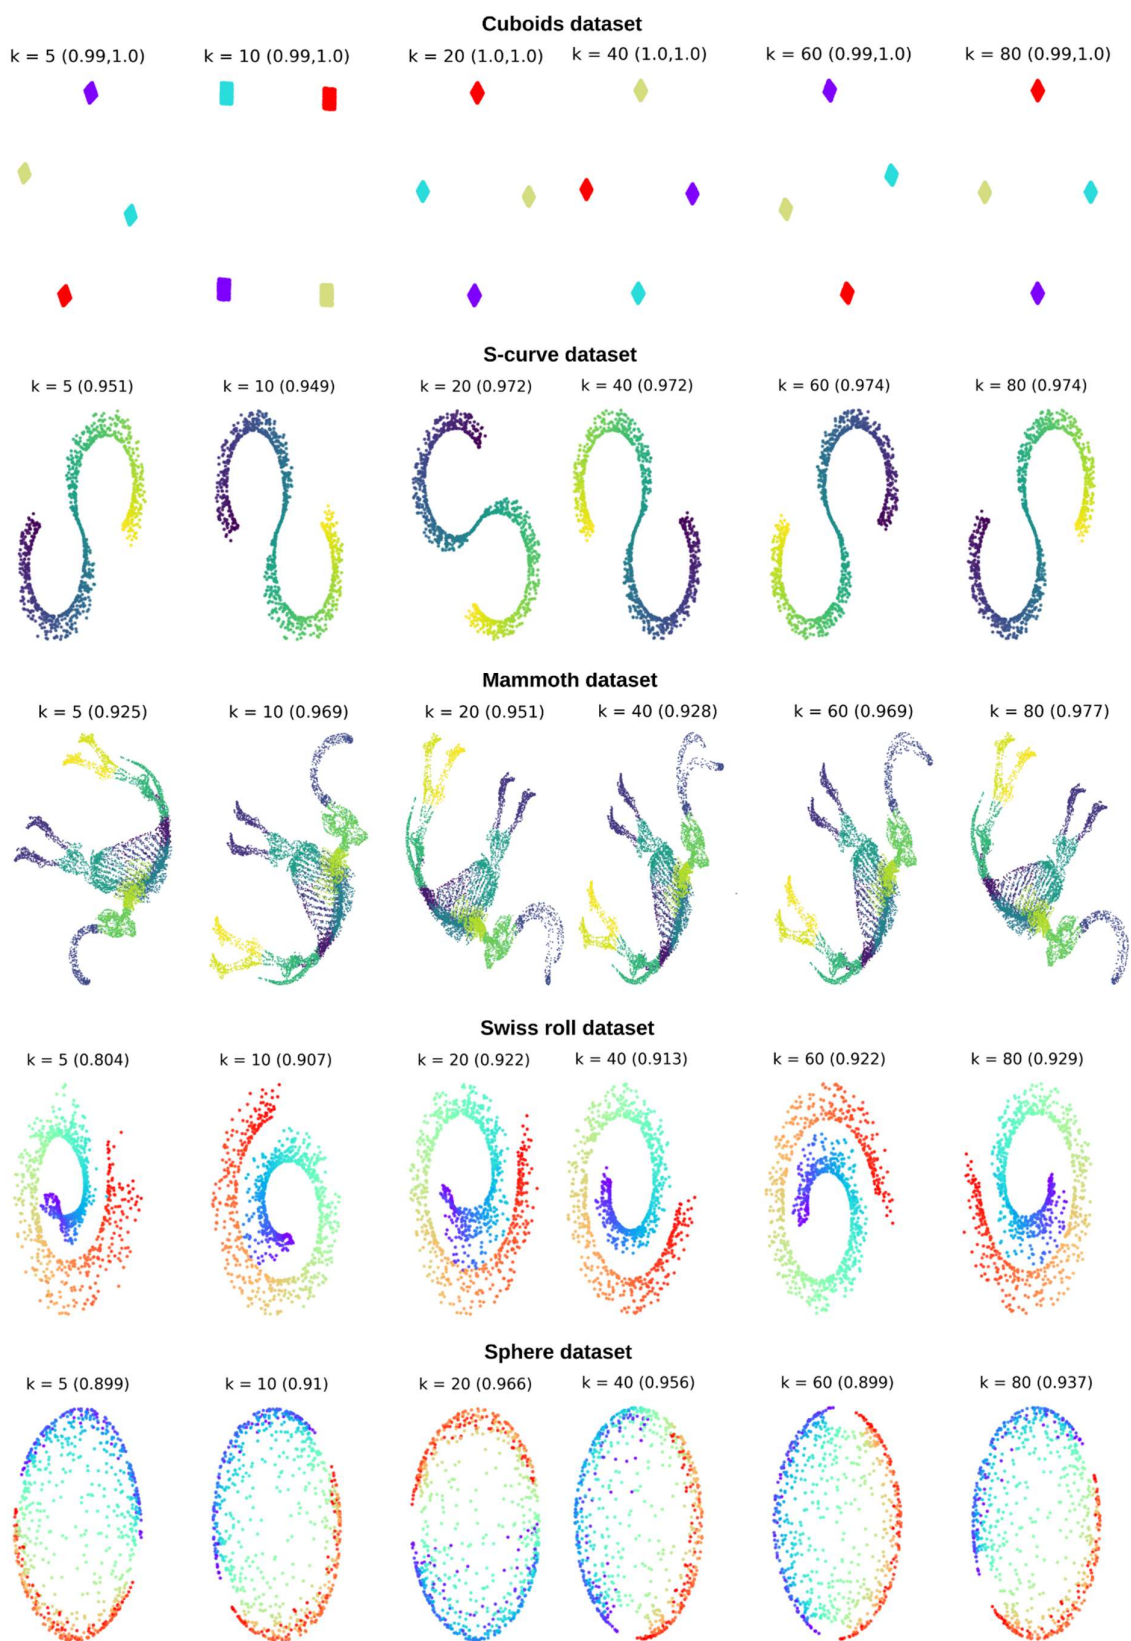 Cuboids dataset
k = 5 (0.99,1.0) k = 10 (0.99,1.0) k = 20 (1.0,1.0) k = 40 (1.0,1.0) k = 60 (0.99,1.0) k = 80 (0.99,1.0)
S-curve dataset
k = 5 (0.951) k = 10 (0.949) k = 20 (0.972) k = 40 (0.972) k = 60 (0.974) k = 80 (0.974)
Mammoth dataset
k = 5 (0.925) k = 10 (0.969) k = 20 (0.951) k = 40 (0.928) k = 60 (0.969) k = 80 (0.977)
Swiss roll dataset
k = 5 (0.804) k = 10 (0.907) k = 20 (0.922) k = 40 (0.913) k = 60 (0.922) k = 80 (0.929)
Sphere dataset
k = 5 (0.899) k = 10 (0.91) k = 20 (0.966) k = 40 (0.956) k = 60 (0.899) k = 80 (0.937)